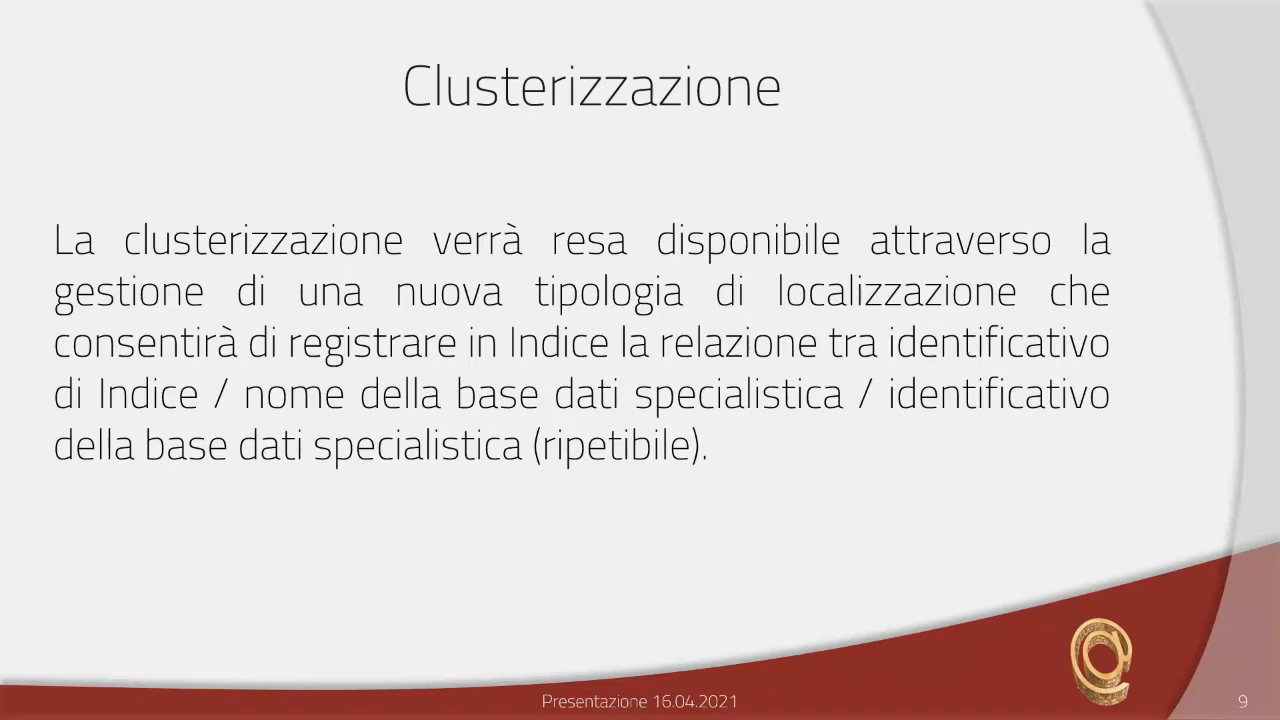 Clusterizzazione
La clusterizzazione verrà resa disponibile attraverso la
gestione di una nuova tipologia di localizzazione che
consentirà di registrare in Indice la relazione tra identificativo
di Indice / nome della base dati specialistica / identificativo
della base dati specialistica (ripetibile).
Presentazione 16.04.2021
9